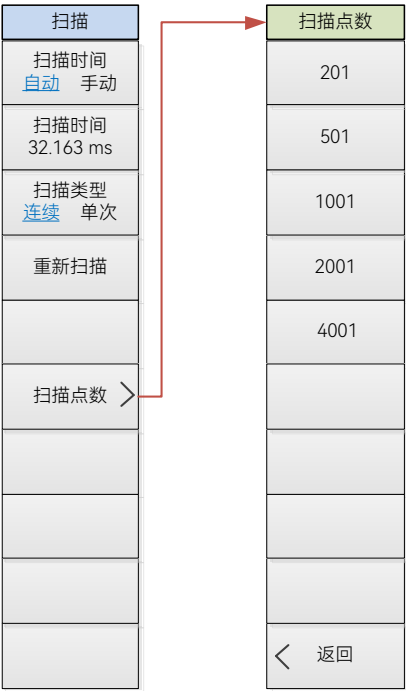 扫描
扫描时间
自动 手动
扫描时间
32.163 ms
扫描类型
连续 单次
重新扫描
扫描点数
扫描点数
201
501
1001
2001
4001
返回